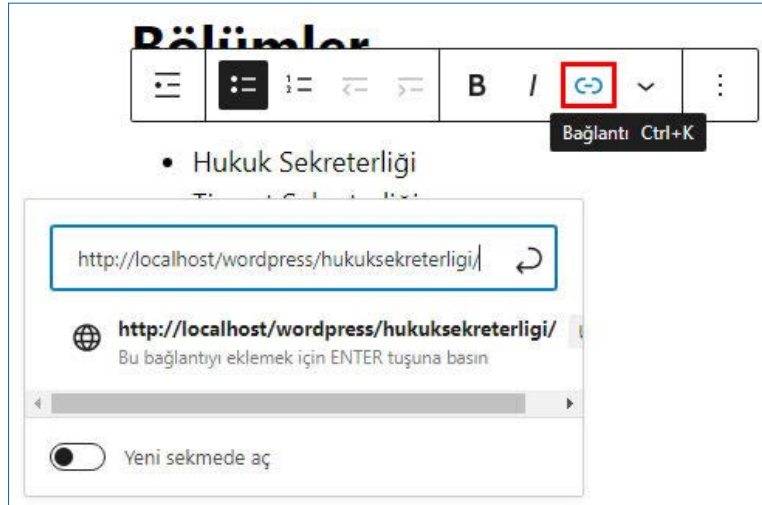 Bölümler
B I
Bağlantı Ctrl+K
Hukuk Sekreterliği
http://localhost/wordpress/hukuksekreterligi/
http://localhost/wordpress/hukuksekreterligi/
Bu bağlantıyı eklemek için ENTER tuşuna basın
Yeni sekmede aç